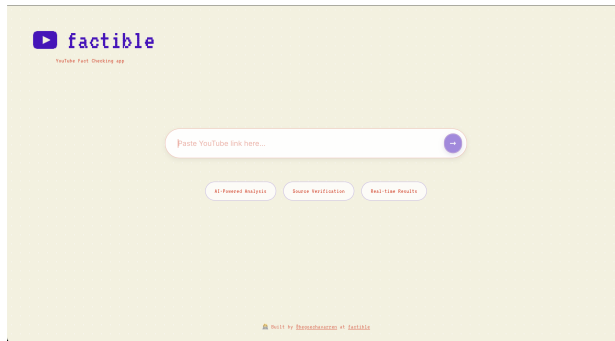 factible
YouTube Fact Checking app
Paste YouTube link here...
AI-Powered Analysis
Source Verification
Real-time Results
Built by at factible